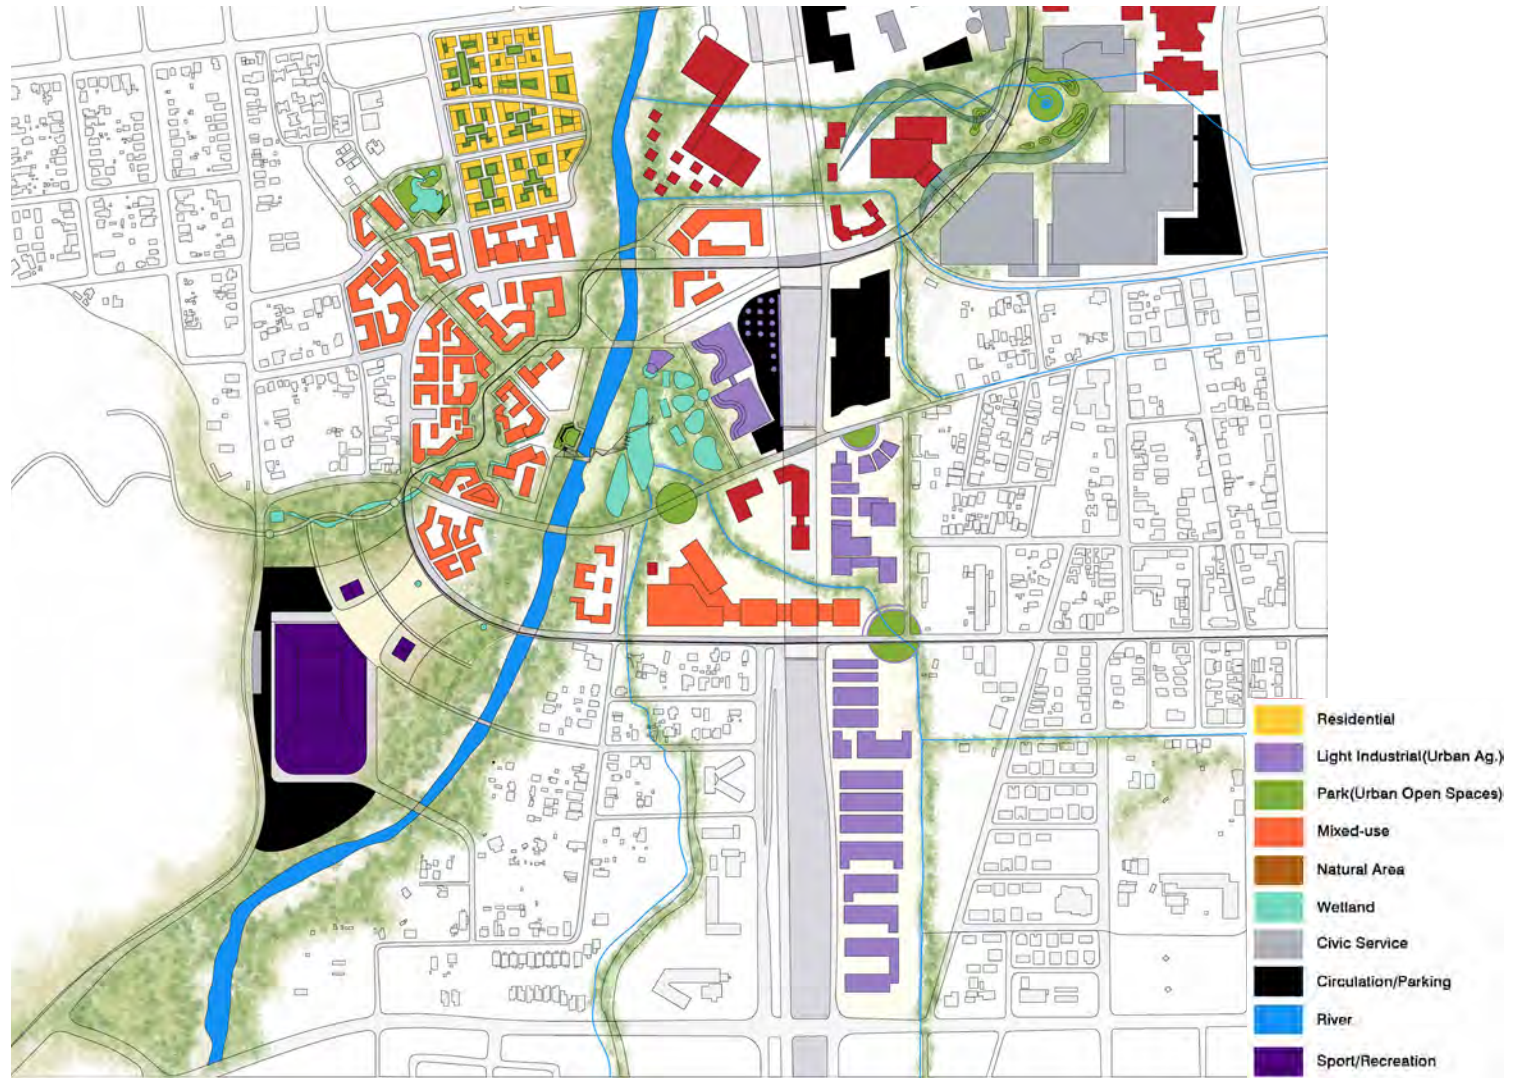 Residential
Light Industrial(Urban Ag.)
Park(Urban Open Spaces)
Mixed-use
Natural Area
Wetland
Civic Service
Circulation/Parking
River
Sport/Recreation